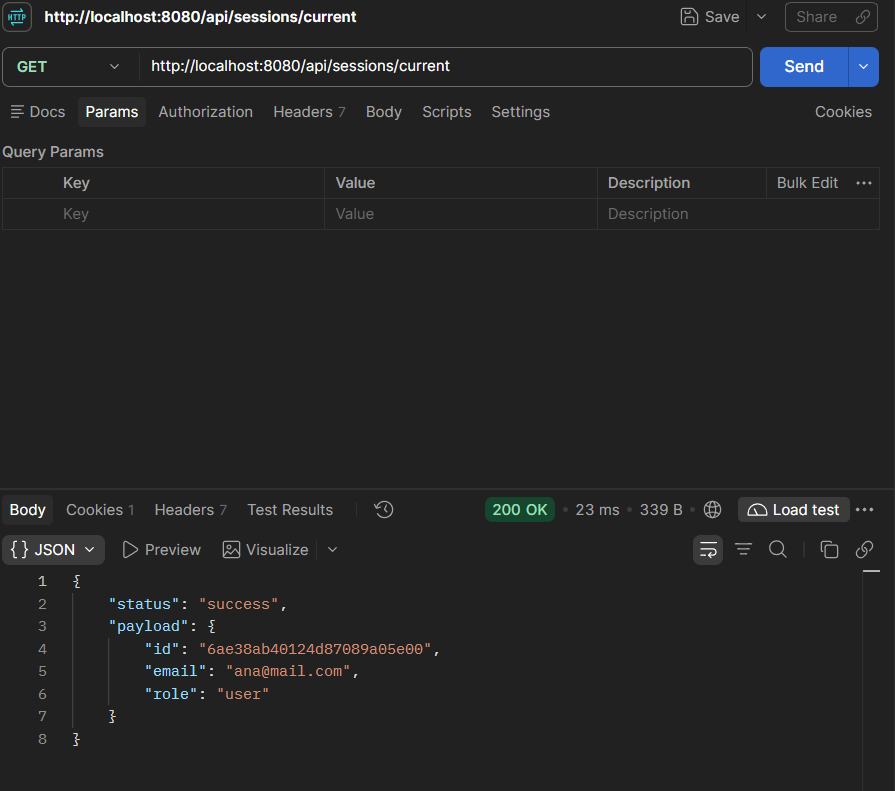 HTTP http://localhost:8080/api/sessions/current Save Share
GET http://localhost:8080/api/sessions/current Send
Docs Params Authorization Headers 7 Body Scripts Settings Cookies
Query Params
Key Value Description Bulk Edit
Key Value Description
Body Cookies 1 Headers 7 Test Results 200 OK 23 ms 339 B Load test
{} JSON Preview Visualize
1 {
2 "status": "success",
3 "payload": {
4 "id": "6ae38ab40124d87089a05e00",
5 "email": "ana@mail.com",
6 "role": "user"
7 }
8 }